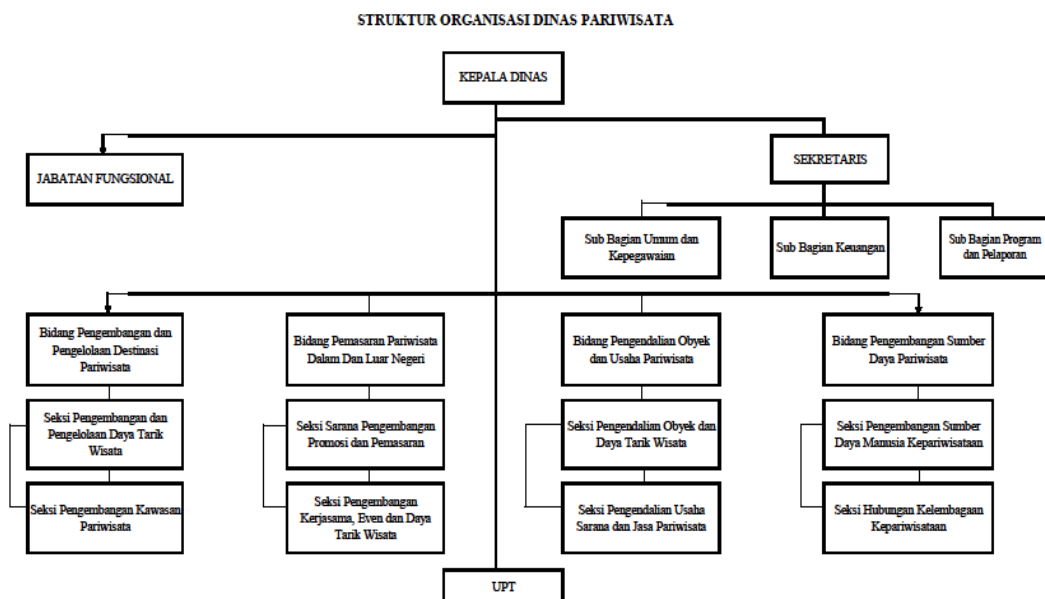 STRUKTUR ORGANISASI DINAS PARIWISATA
KEPALA DINAS
JABATAN FUNGSIONAL
SEKRETARIS
Sub Bagian Umum dan
Kepegawaian
Sub Bagian Keuangan
Sub Bagian Program
dan Pelaporan
Bidang Pengembangan dan
Pengelolaan Destinasi
Pariwisata
Bidang Pemasaran Pariwisata
Dalam Dan Luar Negeri
Bidang Pengendalian Obyek
dan Usaha Pariwisata
Bidang Pengembangan Sumber
Daya Pariwisata
Seksi Pengembangan dan
Pengelolaan Daya Tarik
Wisata
Seksi Sarana Pengembangan
Promosi dan Pemasaran
Seksi Pengendalian Obyek dan
Daya Tarik Wisata
Seksi Pengembangan Sumber
Daya Manusia Kepariwisataan
Seksi Pengembangan Kawasan
Pariwisata
Seksi Pengembangan
Kerjasama, Even dan Daya
Tarik Wisata
Seksi Pengendalian Usaha
Sarana dan Jasa Pariwisata
Seksi Hubungan Kelembagaan
Kepariwisataan
UPT